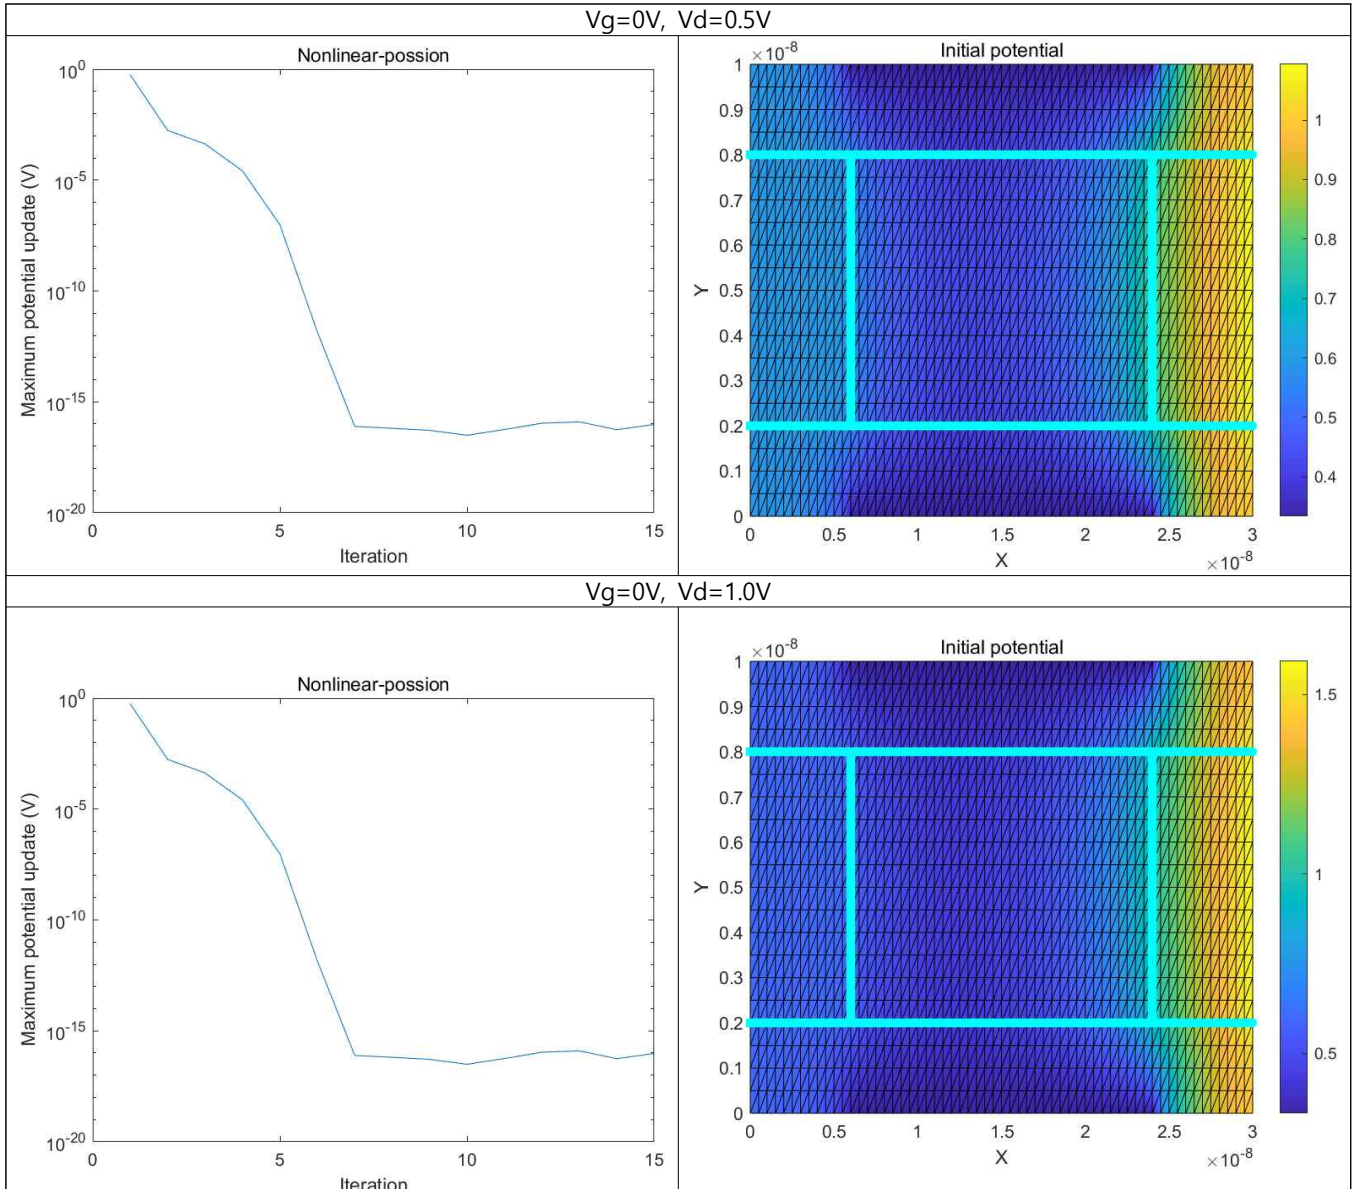 Vg=0V, Vd=0.5V
Nonlinear-possion
10^0
10^-5
10^-10
10^-15
10^-20
Maximum potential update (V)
0 5 10 15
Iteration
Initial potential
×10^-8
1
0.9
0.8
0.7
0.6
0.5
0.4
0.3
0.2
0.1
0
Y
0 0.5 1 1.5 2 2.5 3
X
×10^-8
1
0.9
0.8
0.7
0.6
0.5
0.4
Vg=0V, Vd=1.0V
Nonlinear-possion
10^0
10^-5
10^-10
10^-15
10^-20
Maximum potential update (V)
0 5 10 15
Iteration
Initial potential
×10^-8
1
0.9
0.8
0.7
0.6
0.5
0.4
0.3
0.2
0.1
0
Y
0 0.5 1 1.5 2 2.5 3
X
×10^-8
1.5
1
0.5